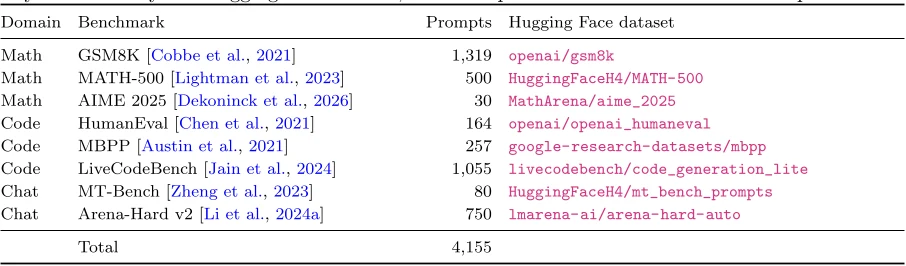 Domain Benchmark Prompts Hugging Face dataset
Math GSM8K [Cobbe et al., 2021] 1,319 openai/gsm8k
Math MATH-500 [Lightman et al., 2023] 500 HuggingFaceH4/MATH-500
Math AIME 2025 [Dekoninck et al., 2026] 30 MathArena/aime_2025
Code HumanEval [Chen et al., 2021] 164 openai/openai_humaneval
Code MBPP [Austin et al., 2021] 257 google-research-datasets/mbpp
Code LiveCodeBench [Jain et al., 2024] 1,055 livecodebench/code_generation_lite
Chat MT-Bench [Zheng et al., 2023] 80 HuggingFaceH4/mt_bench_prompts
Chat Arena-Hard v2 [Li et al., 2024a] 750 lmarena-ai/arena-hard-auto
Total 4,155